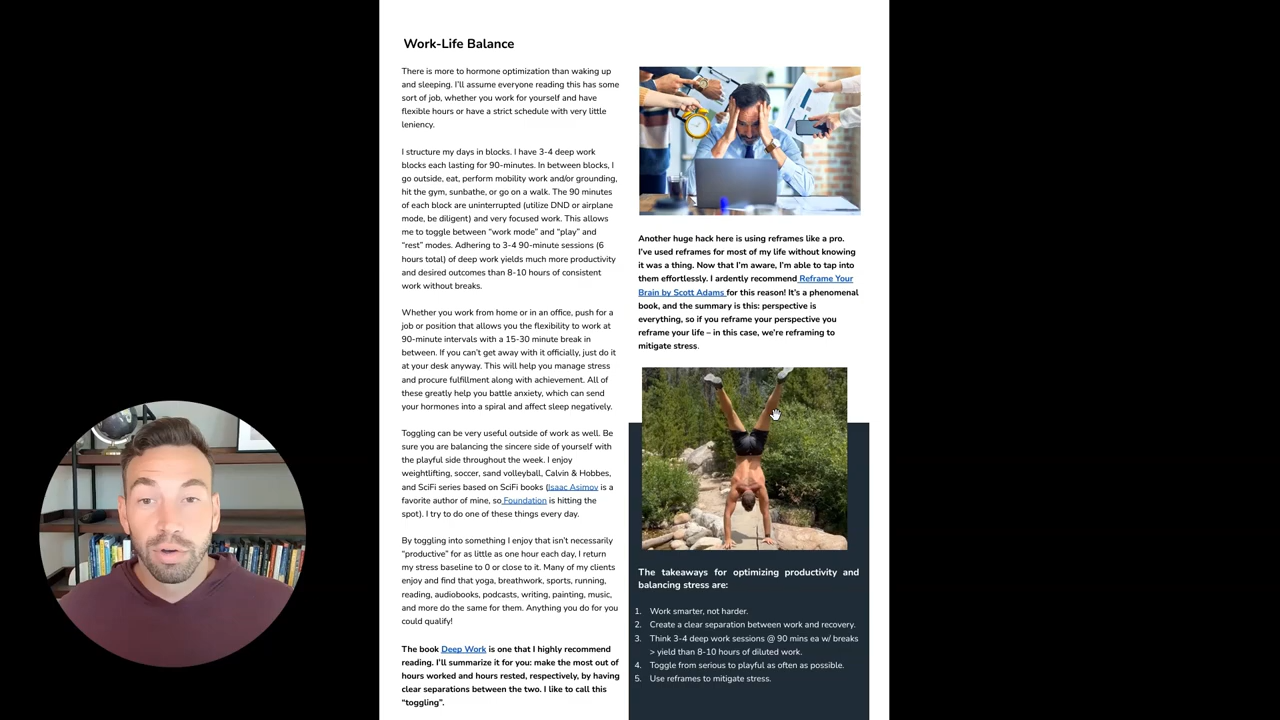 Work-Life Balance
There is more to hormone optimization than waking up
and sleeping. I'll assume everyone reading this has some
sort of job, whether you work for yourself and have
flexible hours or have a strict schedule with very little
leniency.
I structure my days in blocks. I have 3-4 deep work
blocks each lasting for 90-minutes. In between blocks, I
go outside, eat, perform mobility work and/or grounding,
hit the gym, sunbathe, or go on a walk. The 90 minutes
of each block are uninterrupted (utilize DND or airplane
mode, be diligent) and very focused work. This allows
me to toggle between “work mode” and “play” and
“rest” modes. Adhering to 3-4 90-minute sessions (6
hours total) of deep work yields much more productivity
and desired outcomes than 8-10 hours of consistent
work without breaks.
Whether you work from home or in an office, push for a
job or position that allows you the flexibility to work at
90-minute intervals with a 15-30 minute break in
between. If you can't get away with it officially, just do it
at your desk anyway. This will help you manage stress
and procure fulfillment along with achievement. All of
these greatly help you battle anxiety, which can send
your hormones into a spiral and affect sleep negatively.
Toggling can be very useful outside of work as well. Be
sure you are balancing the sincere side of yourself with
the playful side throughout the week. I enjoy
weightlifting, soccer, sand volleyball, Calvin & Hobbes,
and SciFi series based on SciFi books (Isaac Asimov is a
favorite author of mine, so Foundation is hitting the
spot). I try to do one of these things every day.
By toggling into something I enjoy that isn't necessarily
“productive” for as little as one hour each day, I return
my stress baseline to 0 or close to it. Many of my clients
enjoy and find that yoga, breathwork, sports, running,
reading, audiobooks, podcasts, writing, painting, music,
and more do the same for them. Anything you do for you
could qualify!
The book Deep Work is one that I highly recommend
reading. I'll summarize it for you: make the most out of
hours worked and hours rested, respectively, by having
clear separations between the two. I like to call this
“toggling”.
Another huge hack here is using reframes like a pro.
I've used reframes for most of my life without knowing
it was a thing. Now that I'm aware, I'm able to tap into
them effortlessly. I ardently recommend Reframe Your
Brain by Scott Adams for this reason! It's a phenomenal
book, and the summary is this: perspective is
everything, so if you reframe your perspective you
reframe your life – in this case, we're reframing to
mitigate stress.
The takeaways for optimizing productivity and
balancing stress are:
1. Work smarter, not harder.
2. Create a clear separation between work and recovery.
3. Think 3-4 deep work sessions @ 90 mins ea w/ breaks
> yield than 8-10 hours of diluted work.
4. Toggle from serious to playful as often as possible.
5. Use reframes to mitigate stress.